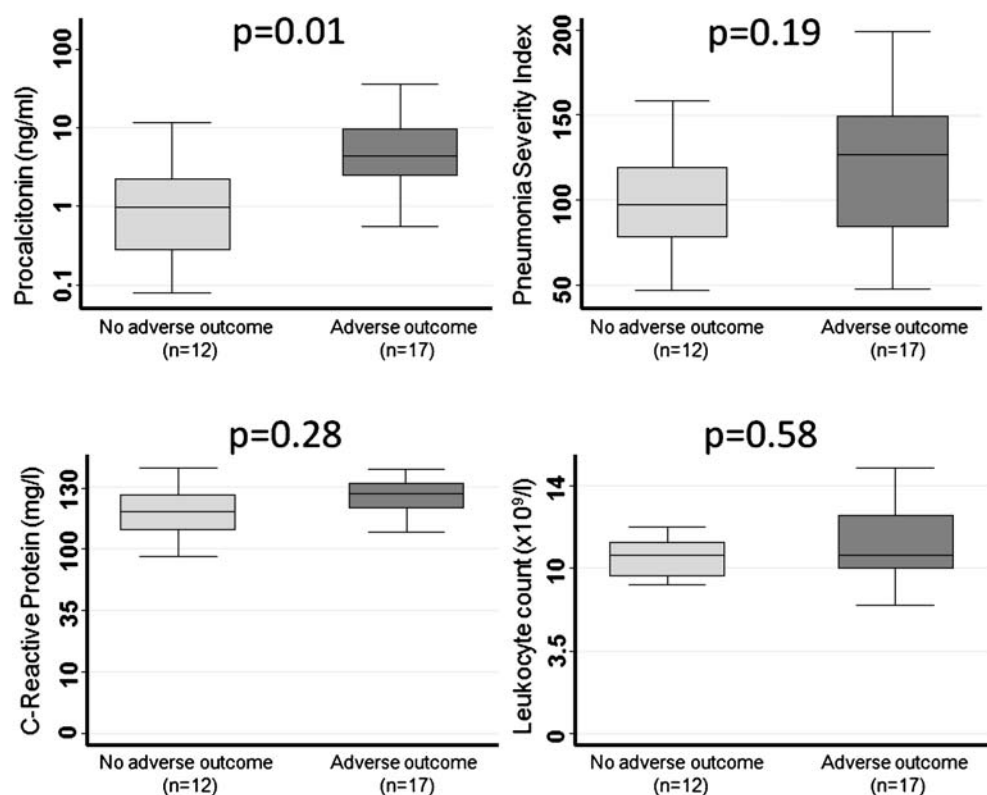 p=0.01
Procalcitonin (ng/ml)
100
10
1
0.1
No adverse outcome
(n=12)
Adverse outcome
(n=17)
p=0.19
Pneumonia Severity Index
200
150
100
50
No adverse outcome
(n=12)
Adverse outcome
(n=17)
p=0.28
C-Reactive Protein (mg/l)
130
100
35
10
0
No adverse outcome
(n=12)
Adverse outcome
(n=17)
p=0.58
Leukocyte count (x10⁹/l)
14
10
3.5
0
No adverse outcome
(n=12)
Adverse outcome
(n=17)